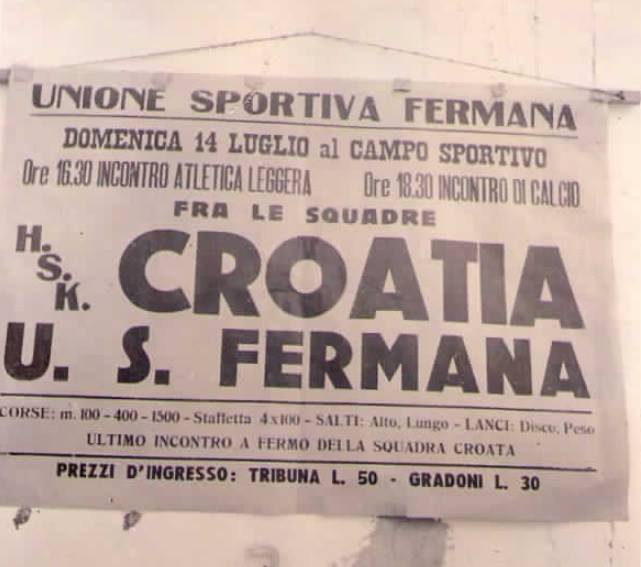 UNIONE SPORTIVA FERMANA
DOMENICA 14 LUGLIO al CAMPO SPORTIVO
Ore 16.30 INCONTRO ATLETICA LEGGERA Ore 18.30 INCONTRO DI CALCIO
FRA LE SQUADRE
H.S.K. CROATIA
U. S. FERMANA
CORSE: m. 100 - 400 - 1500 - Staffetta 4x100 - SALTI: Alto, Lungo - LANCI: Disco, Peso
ULTIMO INCONTRO A FERMO DELLA SQUADRA CROATA
PREZZI D'INGRESSO: TRIBUNA L. 50 - GRADONI L. 30